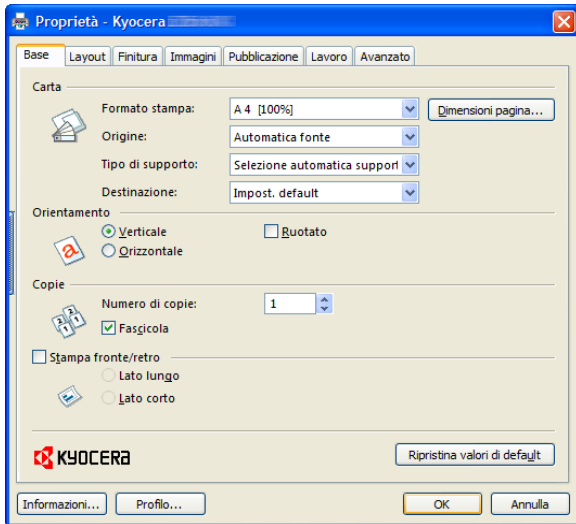 Proprietà - Kyocera
Base Layout Finitura Immagini Pubblicazione Lavoro Avanzato
Carta
Formato stampa: A 4 [100%] Dimensioni pagina...
Origine: Automatica fonte
Tipo di supporto: Selezione automatica support
Destinazione: Impost. default
Orientamento
Verticale Ruotato
Orizzontale
Copie
Numero di copie: 1
Fascicola
Stampa fronte/retro
Lato lungo
Lato corto
KYOCERA Ripristina valori di default
Informazioni... Profilo... OK Annulla